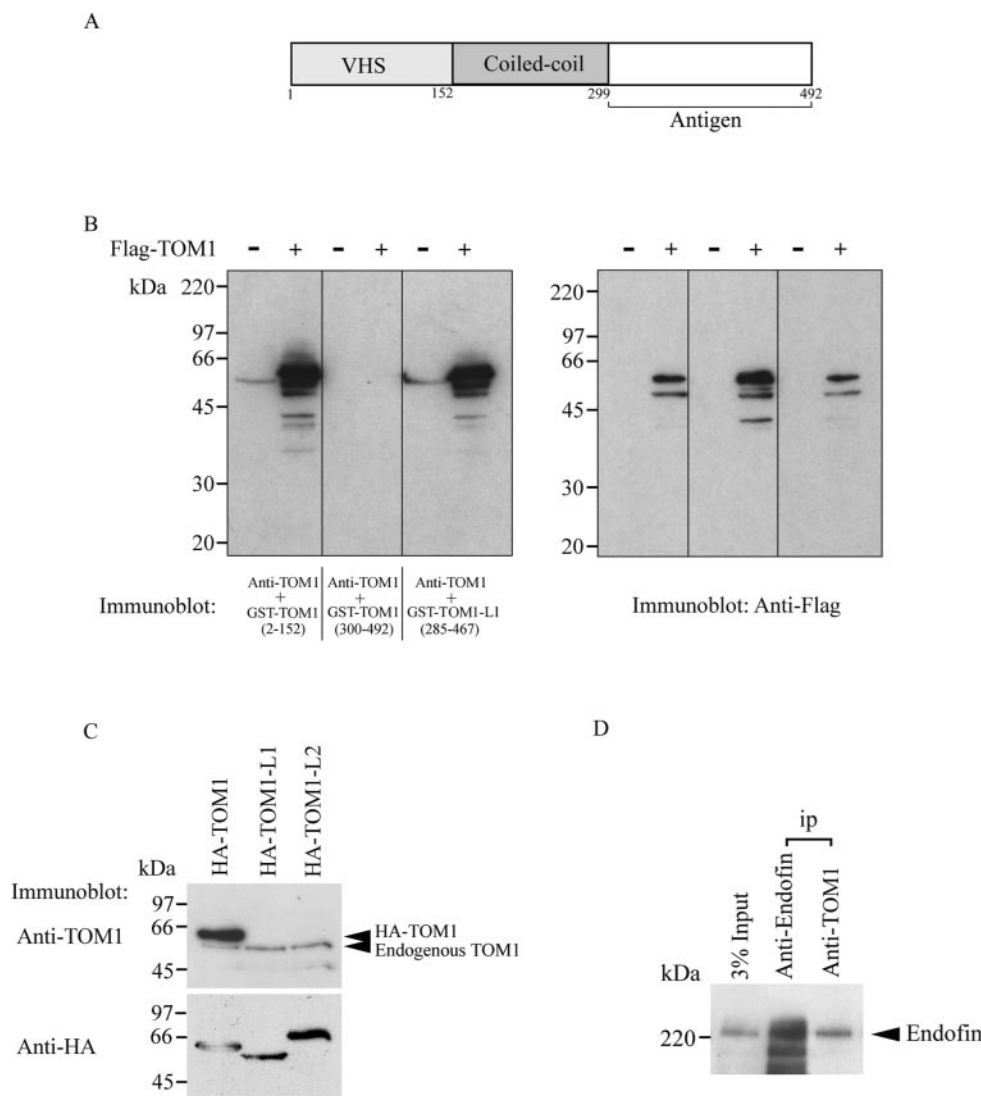 A
VHS Coiled-coil
1 152 299 492
Antigen
B
Flag-TOM1 - + - + - + - + - + - +
kDa 220 220
97 97
66 66
45 45
30 30
20 20
Immunoblot: Anti-TOM1 + GST-TOM1 (2-152) Anti-TOM1 + GST-TOM1 (300-492) Anti-TOM1 + GST-TOM1-L1 (285-467) Immunoblot: Anti-Flag
C
HA-TOM1 HA-TOM1-L1 HA-TOM1-L2
kDa
Immunoblot:
97
Anti-TOM1 66 HA-TOM1
Endogenous TOM1
45
97
Anti-HA 66
45
D
ip
3% Input Anti-Endofin Anti-TOM1
kDa
220 Endofin